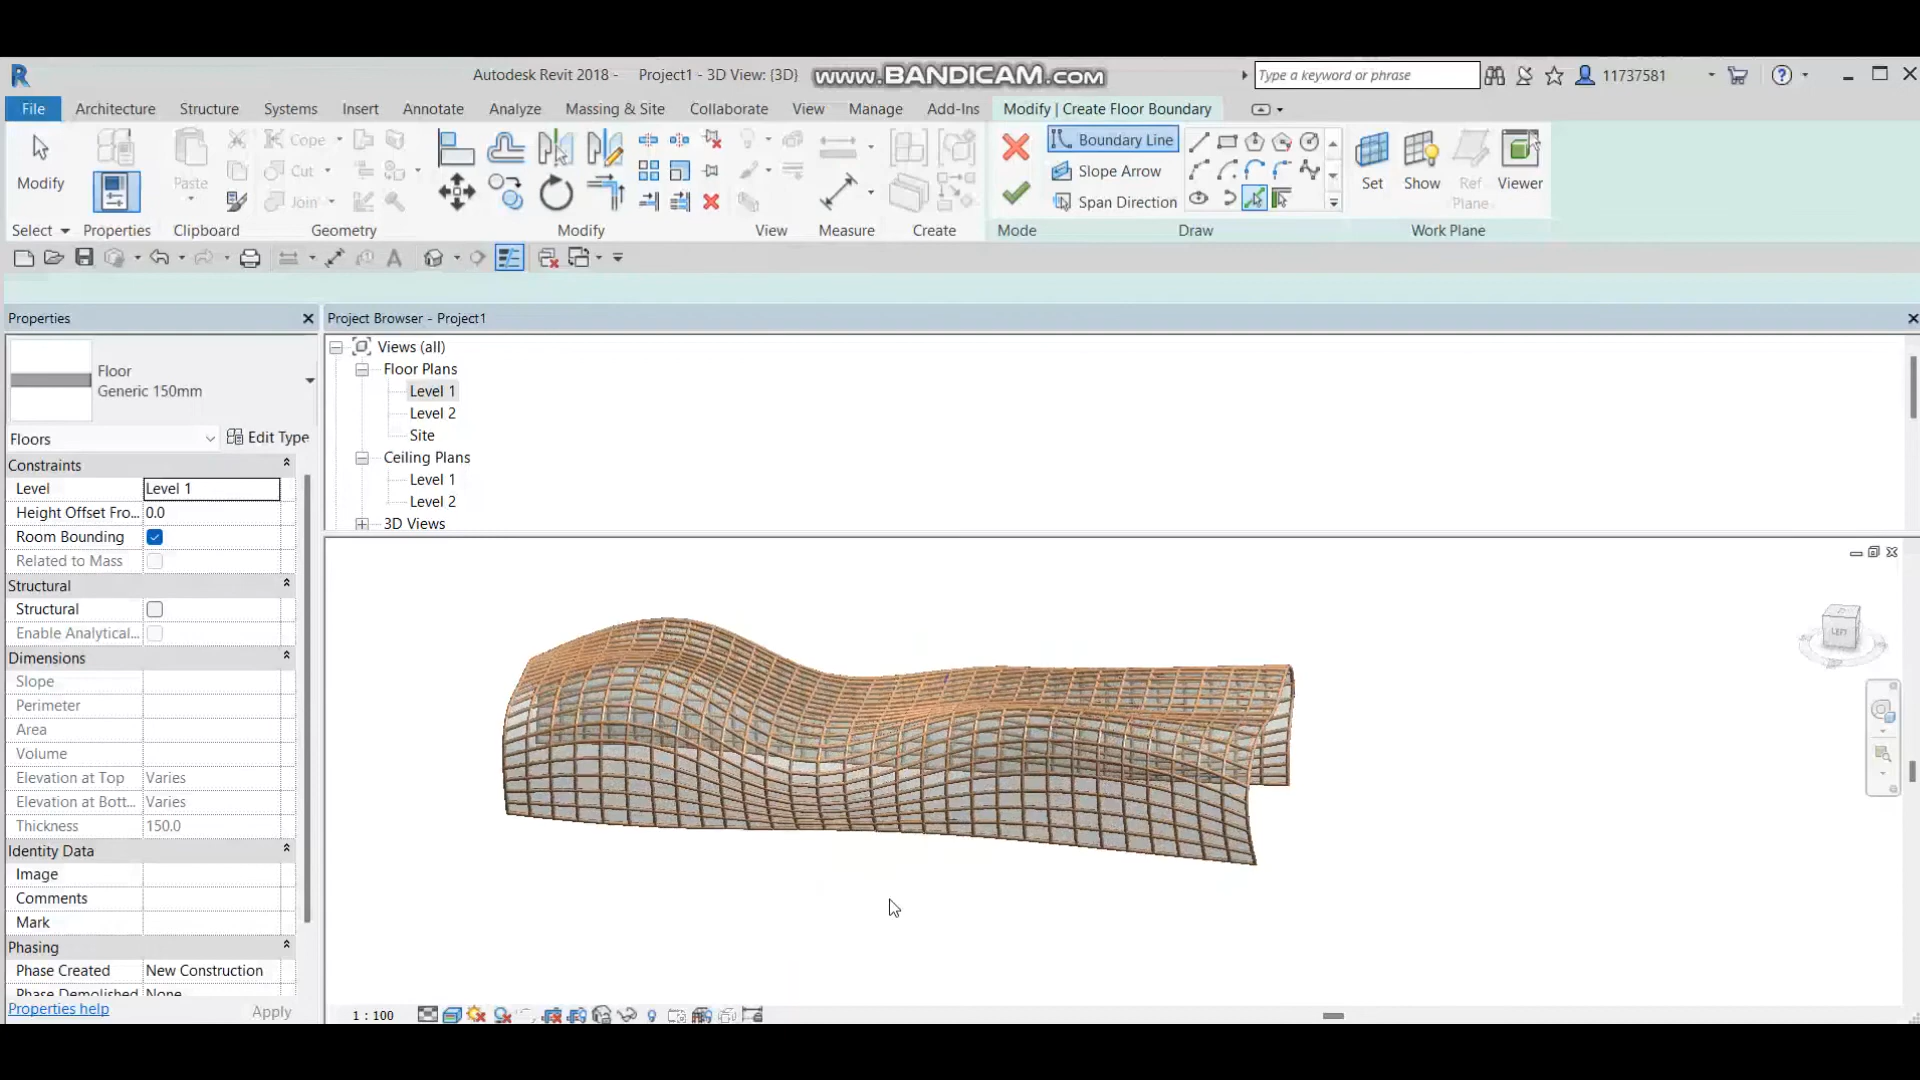 Autodesk Revit 2018 - Project1 - 3D View: {3D}
www.BANDICAM.com
Type a keyword or phrase
11737581
File Architecture Structure Systems Insert Annotate Analyze Massing & Site Collaborate View Manage Add-Ins Modify | Create Floor Boundary
Modify
Paste
Cope
Cut
Join
Boundary Line
Slope Arrow
Span Direction
Set
Show
Ref
Plane
Viewer
Select Properties Clipboard Geometry Modify View Measure Create Mode Draw Work Plane
Properties
Project Browser - Project1
Floor
Generic 150mm
Floors
Edit Type
Constraints
Level Level 1
Height Offset Fro... 0.0
Room Bounding
Related to Mass
Structural
Structural
Enable Analytical...
Dimensions
Slope
Perimeter
Area
Volume
Elevation at Top Varies
Elevation at Bott... Varies
Thickness 150.0
Identity Data
Image
Comments
Mark
Phasing
Phase Created New Construction
Phase Demolished None
Properties help
Apply
Views (all)
Floor Plans
Level 1
Level 2
Site
Ceiling Plans
Level 1
Level 2
3D Views
LEFT
1 : 100